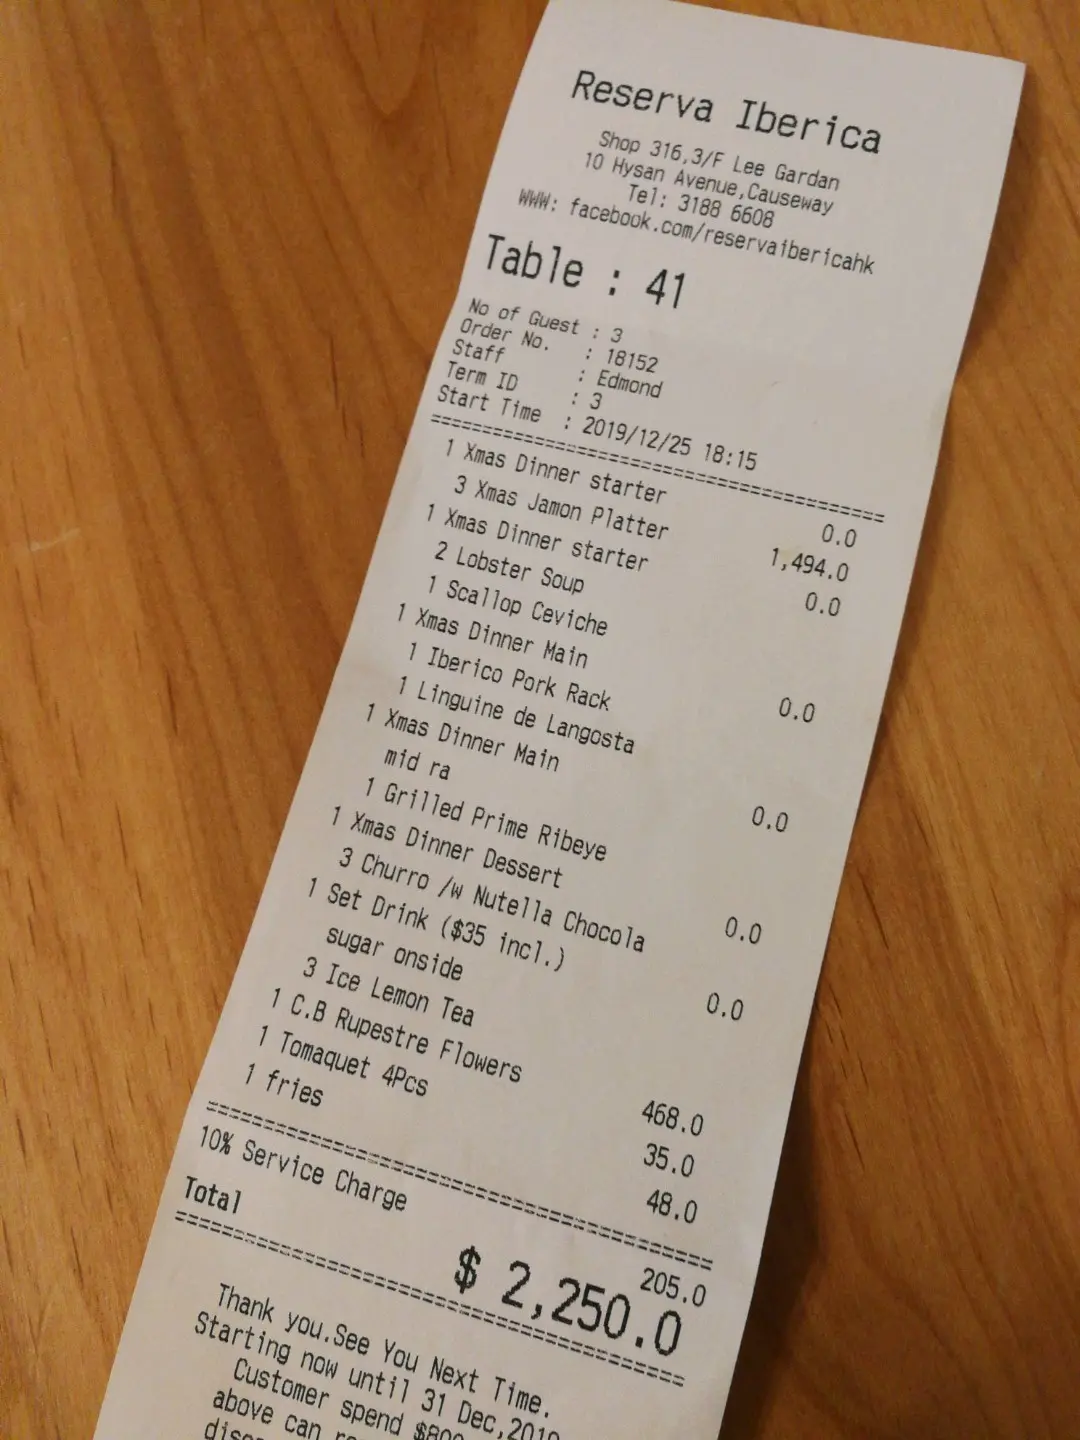 Reserva Iberica
Shop 316,3/F Lee Gardan
10 Hysan Avenue,Causeway
Tel: 3188 6608
WWW: facebook.com/reservaibericahk
Table : 41
No of Guest : 3
Order No. : 18152
Staff : Edmond
Term ID : 3
Start Time : 2019/12/25 18:15
1 Xmas Dinner starter 0.0
3 Xmas Jamon Platter 1,494.0
1 Xmas Dinner starter 0.0
2 Lobster Soup
1 Scallop Ceviche
1 Xmas Dinner Main 0.0
1 Iberico Pork Rack
1 Linguine de Langosta
1 Xmas Dinner Main 0.0
mid ra
1 Grilled Prime Ribeye
1 Xmas Dinner Dessert 0.0
3 Churro /w Nutella Chocola
1 Set Drink ($35 incl.) 0.0
sugar onside
3 Ice Lemon Tea
1 C.B Rupestre Flowers 468.0
1 Tomaquet 4Pcs 35.0
1 fries 48.0
10% Service Charge 205.0
Total $ 2,250.0
Thank you.See You Next Time.
Starting now until 31 Dec,2019
Customer spend $800
above can